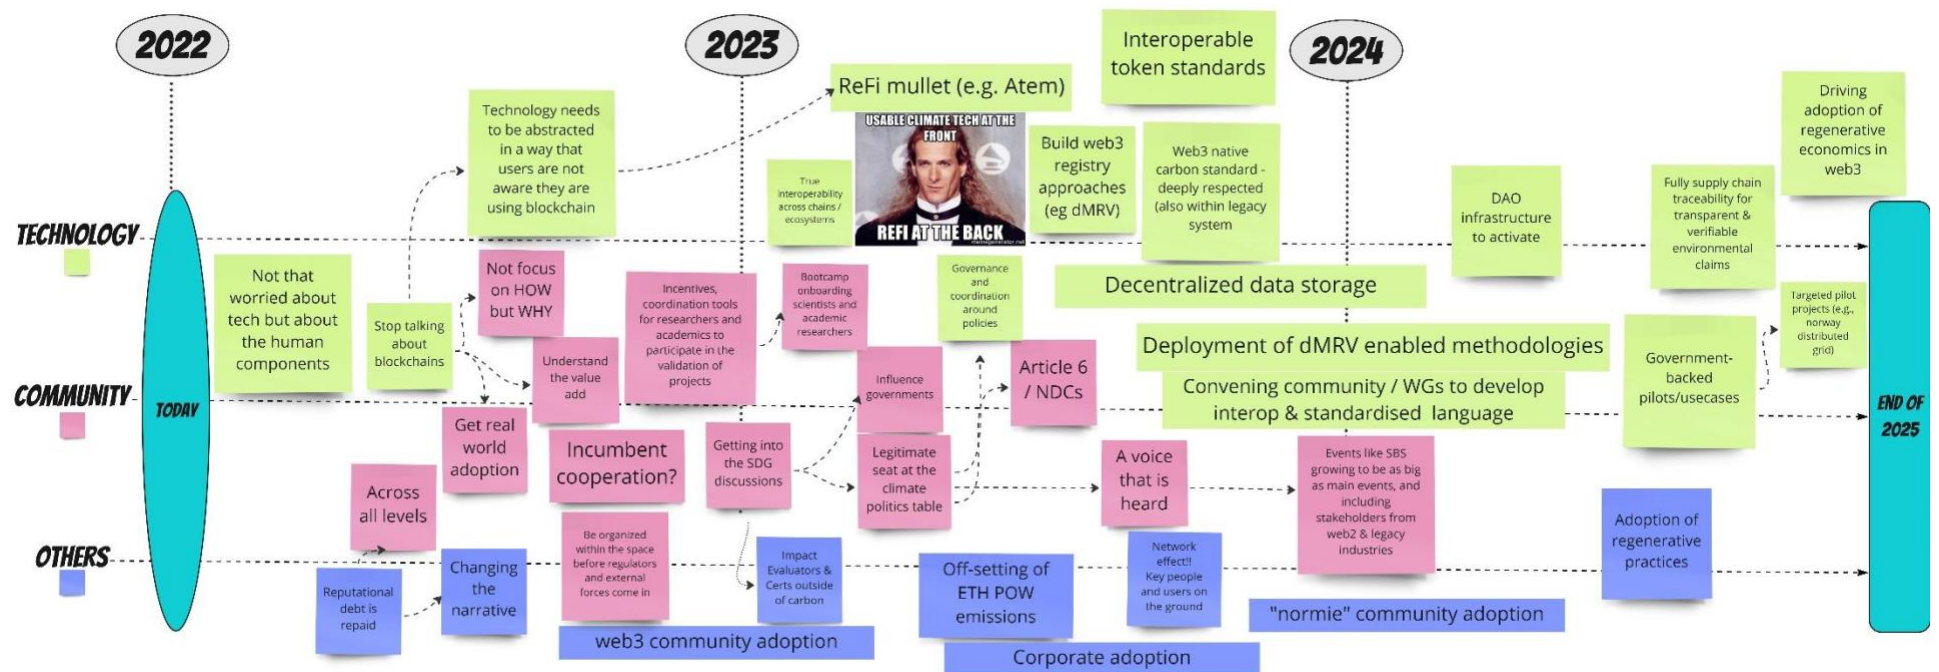 2022
2023
2024
Interoperable
token standards
ReFi mullet (e.g. Atem)
Driving
adoption of
regenerative
economics in
web3
Technology needs
to be abstracted
in a way that
users are not
aware they are
using blockchain
USABLE CLIMATE TECH AT THE
FRONT
REFI AT THE BACK
memegenerator.net
True
interoperability
across chains /
ecosystems
Build web3
registry
approaches
(eg dMRV)
Web3 native
carbon standard -
deeply respected
(also within legacy
system
DAO
infrastructure
to activate
Fully supply chain
traceability for
transparent &
verifiable
environmental
claims
TECHNOLOGY
Not that
worried about
tech but about
the human
components
Stop talking
about
blockchains
Not focus
on HOW
but WHY
Understand
the value
add
Incentives,
coordination tools
for researchers and
academics to
participate in the
validation of
projects
Bootcamp
onboarding
scientists and
academic
researchers
Governance
and
coordination
around
policies
Decentralized data storage
Targeted pilot
projects (e.g.,
norway
distributed
grid)
Deployment of dMRV enabled methodologies
Government-
backed
pilots/usecases
Influence
governments
Article 6
/ NDCs
Convening community / WGs to develop
interop & standardised language
COMMUNITY
TODAY
END OF
2025
Get real
world
adoption
Incumbent
cooperation?
Getting into
the SDG
discussions
Legitimate
seat at the
climate
politics table
A voice
that is
heard
Events like SBS
growing to be as big
as main events, and
including
stakeholders from
web2 & legacy
industries
Across
all levels
Adoption of
regenerative
practices
OTHERS
Reputational
debt is
repaid
Changing
the
narrative
Be organized
within the space
before regulators
and external
forces come in
Impact
Evaluators &
Certs outside
of carbon
Off-setting of
ETH POW
emissions
Network
effect!!
Key people
and users on
the ground
"normie" community adoption
web3 community adoption
Corporate adoption